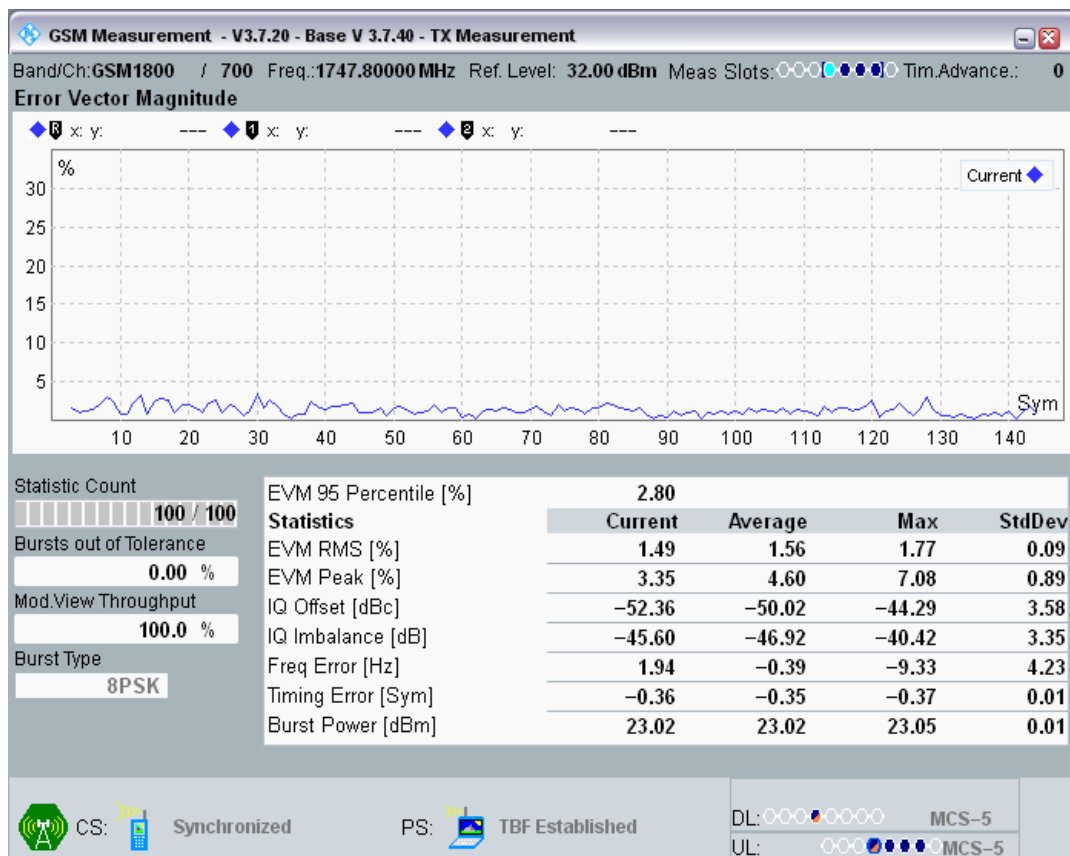 GSM Measurement - V3.7.20 - Base V 3.7.40 - TX Measurement
Band/Ch:GSM1800 / 700 Freq.:1747.80000 MHz Ref. Level: 32.00 dBm Meas Slots: Tim.Advance.: 0
Error Vector Magnitude
R x: y: --- 1 x: y: --- 2 x: y: ---
%
Current
30
25
20
15
10
5
Sym
10 20 30 40 50 60 70 80 90 100 110 120 130 140
Statistic Count
100 / 100
Bursts out of Tolerance
0.00 %
Mod.View Throughput
100.0 %
Burst Type
8PSK
EVM 95 Percentile [%] 2.80
Statistics Current Average Max StdDev
EVM RMS [%] 1.49 1.56 1.77 0.09
EVM Peak [%] 3.35 4.60 7.08 0.89
IQ Offset [dBc] −52.36 −50.02 −44.29 3.58
IQ Imbalance [dB] −45.60 −46.92 −40.42 3.35
Freq Error [Hz] 1.94 −0.39 −9.33 4.23
Timing Error [Sym] −0.36 −0.35 −0.37 0.01
Burst Power [dBm] 23.02 23.02 23.05 0.01
CS: Synchronized PS: TBF Established
DL: MCS−5
UL: MCS−5